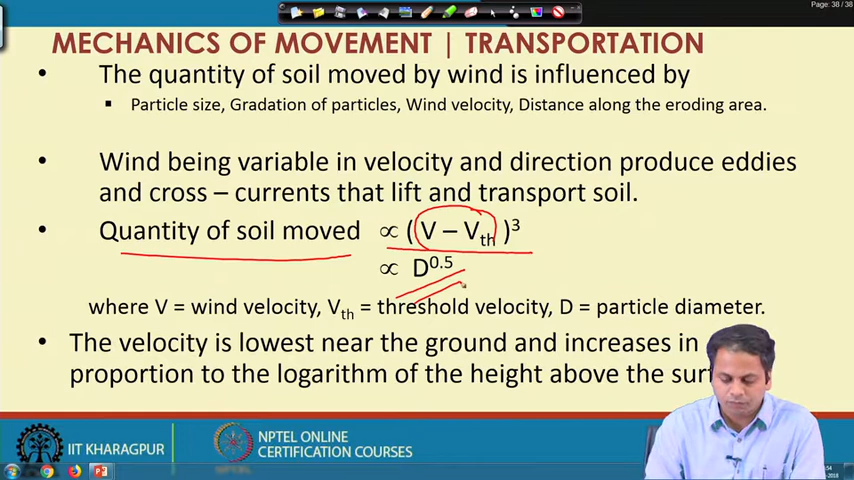 Page: 38 / 38
MECHANICS OF MOVEMENT | TRANSPORTATION
• The quantity of soil moved by wind is influenced by
▪ Particle size, Gradation of particles, Wind velocity, Distance along the eroding area.
• Wind being variable in velocity and direction produce eddies
and cross – currents that lift and transport soil.
• Quantity of soil moved ∝ ( V – Vth )³
∝ D^0.5
where V = wind velocity, Vth = threshold velocity, D = particle diameter.
• The velocity is lowest near the ground and increases in
proportion to the logarithm of the height above the
IIT KHARAGPUR
NPTEL ONLINE
CERTIFICATION COURSES